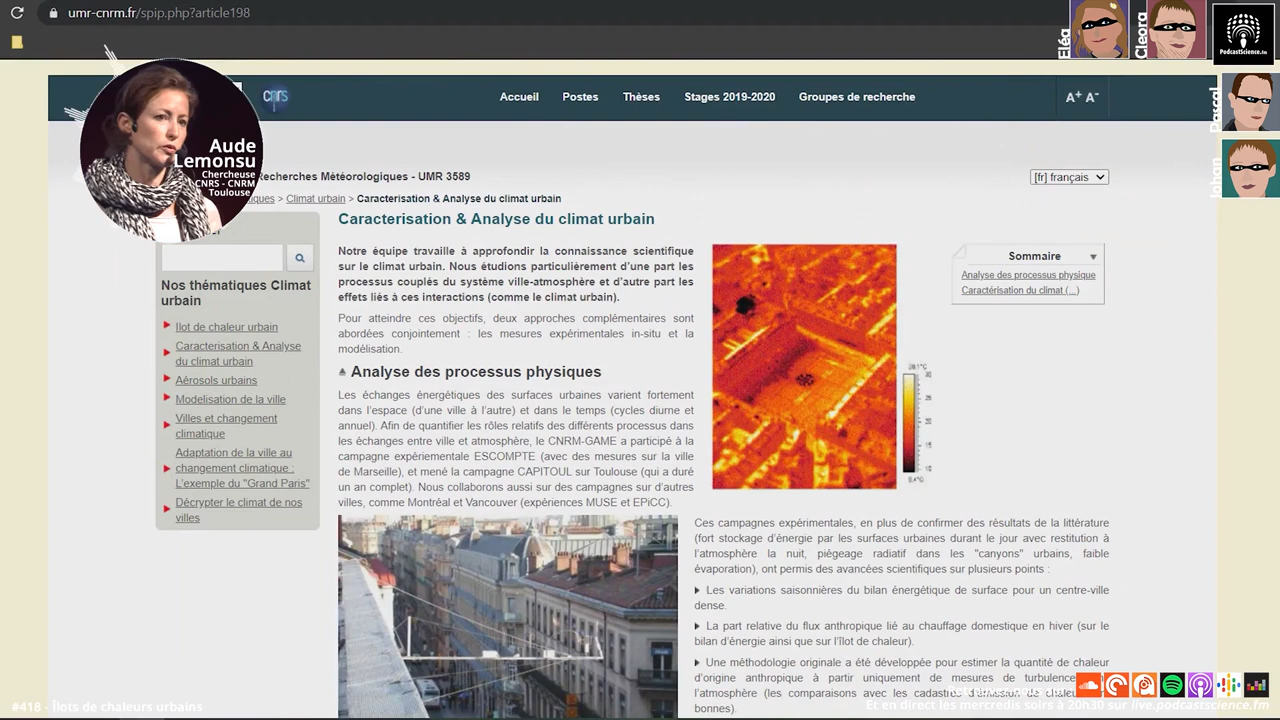 umr-cnrm.fr/spip.php?article198
Eléa
Cleora
PodcastScience.fm
Pascal
Johan
cnrs
Accueil
Postes
Thèses
Stages 2019-2020
Groupes de recherche
A+ A-
Aude
Lemonsu
Chercheuse
CNRS - CNRM
Toulouse
Recherches Météorologiques - UMR 3589
[fr] français
Climat urbain > Caracterisation & Analyse du climat urbain
Caracterisation & Analyse du climat urbain
Nos thématiques Climat
urbain
Ilot de chaleur urbain
Caracterisation & Analyse
du climat urbain
Aérosols urbains
Modelisation de la ville
Villes et changement
climatique
Adaptation de la ville au
changement climatique :
L'exemple du "Grand Paris"
Décrypter le climat de nos
villes
Notre équipe travaille à approfondir la connaissance scientifique
sur le climat urbain. Nous étudions particulièrement d'une part les
processus couplés du système ville-atmosphère et d'autre part les
effets liés à ces interactions (comme le climat urbain).
Pour atteindre ces objectifs, deux approches complémentaires sont
abordées conjointement : les mesures expérimentales in-situ et la
modélisation.
Analyse des processus physiques
Les échanges énergétiques des surfaces urbaines varient fortement
dans l'espace (d'une ville à l'autre) et dans le temps (cycles diurne et
annuel). Afin de quantifier les rôles relatifs des différents processus dans
les échanges entre ville et atmosphère, le CNRM-GAME a participé à la
campagne expérimentale ESCOMPTE (avec des mesures sur la ville
de Marseille), et mené la campagne CAPITOUL sur Toulouse (qui a duré
un an complet). Nous collaborons aussi sur des campagnes sur d'autres
villes, comme Montréal et Vancouver (expériences MUSE et EPiCC).
Sommaire
Analyse des processus physique
Caractérisation du climat (...)
30
25
20
15
10
Ces campagnes expérimentales, en plus de confirmer des résultats de la littérature
(fort stockage d'énergie par les surfaces urbaines durant le jour avec restitution à
l'atmosphère la nuit, piégeage radiatif dans les "canyons" urbains, faible
évaporation), ont permis des avancées scientifiques sur plusieurs points :
Les variations saisonnières du bilan énergétique de surface pour un centre-ville
dense.
La part relative du flux anthropique lié au chauffage domestique en hiver (sur le
bilan d'énergie ainsi que sur l'îlot de chaleur).
Une méthodologie originale a été développée pour estimer la quantité de chaleur
d'origine anthropique à partir uniquement de mesures de turbulence
l'atmosphère (les comparaisons avec les cadastres
bonnes).
#418 - Îlots de chaleurs urbains
Et en direct les mercredis soirs à 20h30 sur live.podcastscience.fm